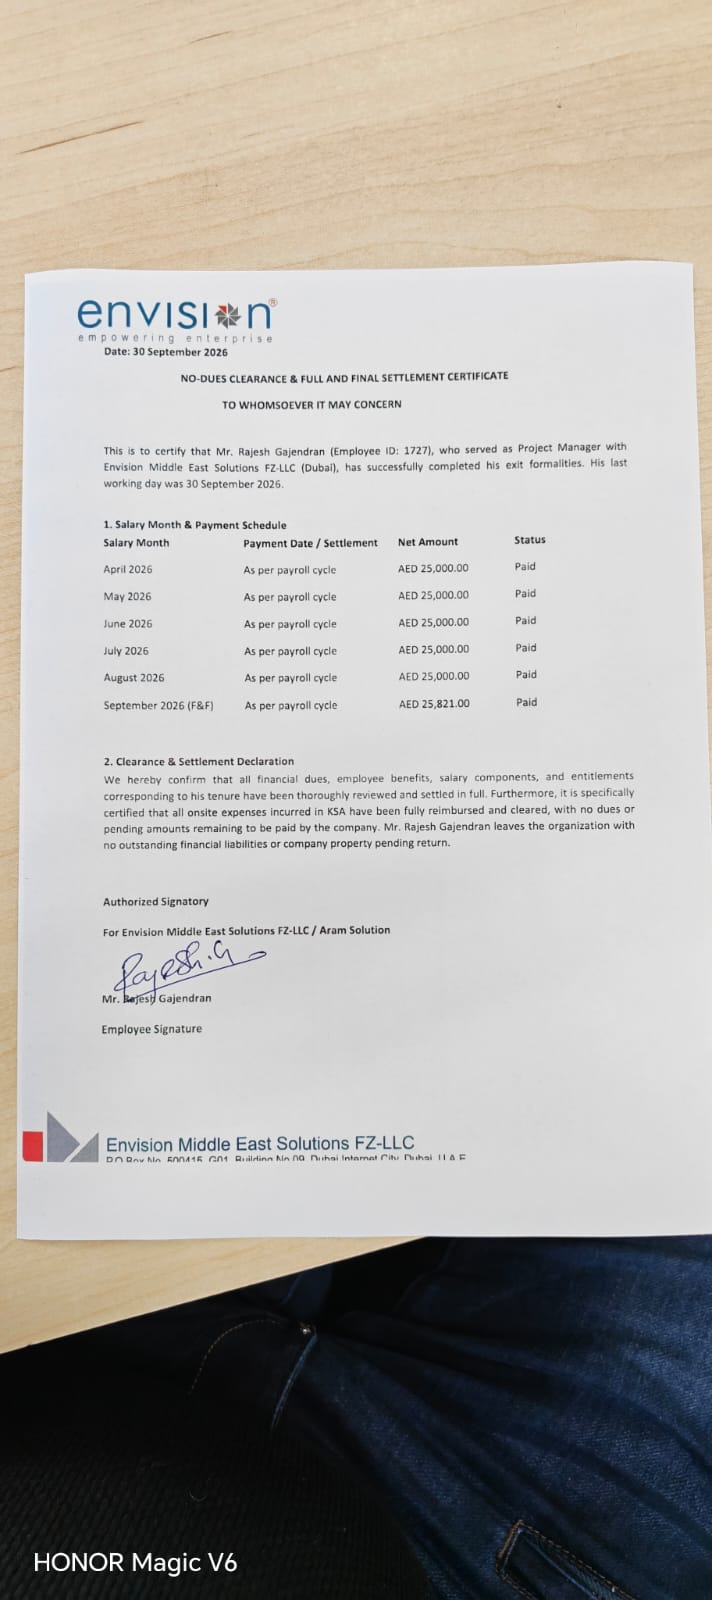 envision®
empowering enterprise
Date: 30 September 2026
NO-DUES CLEARANCE & FULL AND FINAL SETTLEMENT CERTIFICATE
TO WHOMSOEVER IT MAY CONCERN
This is to certify that Mr. Rajesh Gajendran (Employee ID: 1727), who served as Project Manager with
Envision Middle East Solutions FZ-LLC (Dubai), has successfully completed his exit formalities. His last
working day was 30 September 2026.
1. Salary Month & Payment Schedule
Salary Month Payment Date / Settlement Net Amount Status
April 2026 As per payroll cycle AED 25,000.00 Paid
May 2026 As per payroll cycle AED 25,000.00 Paid
June 2026 As per payroll cycle AED 25,000.00 Paid
July 2026 As per payroll cycle AED 25,000.00 Paid
August 2026 As per payroll cycle AED 25,000.00 Paid
September 2026 (F&F) As per payroll cycle AED 25,821.00 Paid
2. Clearance & Settlement Declaration
We hereby confirm that all financial dues, employee benefits, salary components, and entitlements
corresponding to his tenure have been thoroughly reviewed and settled in full. Furthermore, it is specifically
certified that all onsite expenses incurred in KSA have been fully reimbursed and cleared, with no dues or
pending amounts remaining to be paid by the company. Mr. Rajesh Gajendran leaves the organization with
no outstanding financial liabilities or company property pending return.
Authorized Signatory
For Envision Middle East Solutions FZ-LLC / Aram Solution
Rajesh.G
Mr. Rajesh Gajendran
Employee Signature
Envision Middle East Solutions FZ-LLC
P.O Box No. 500415, G01, Building No 09, Dubai Internet City, Dubai, U.A.E
HONOR Magic V6